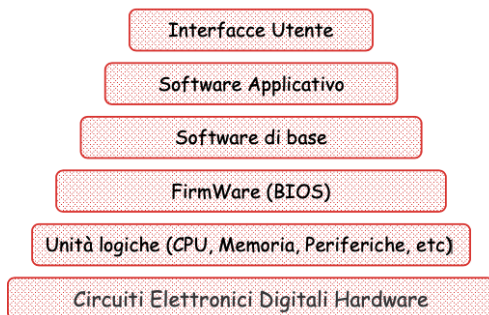 Interfacce Utente
Software Applicativo
Software di base
FirmWare (BIOS)
Unità logiche (CPU, Memoria, Periferiche, etc)
Circuiti Elettronici Digitali Hardware